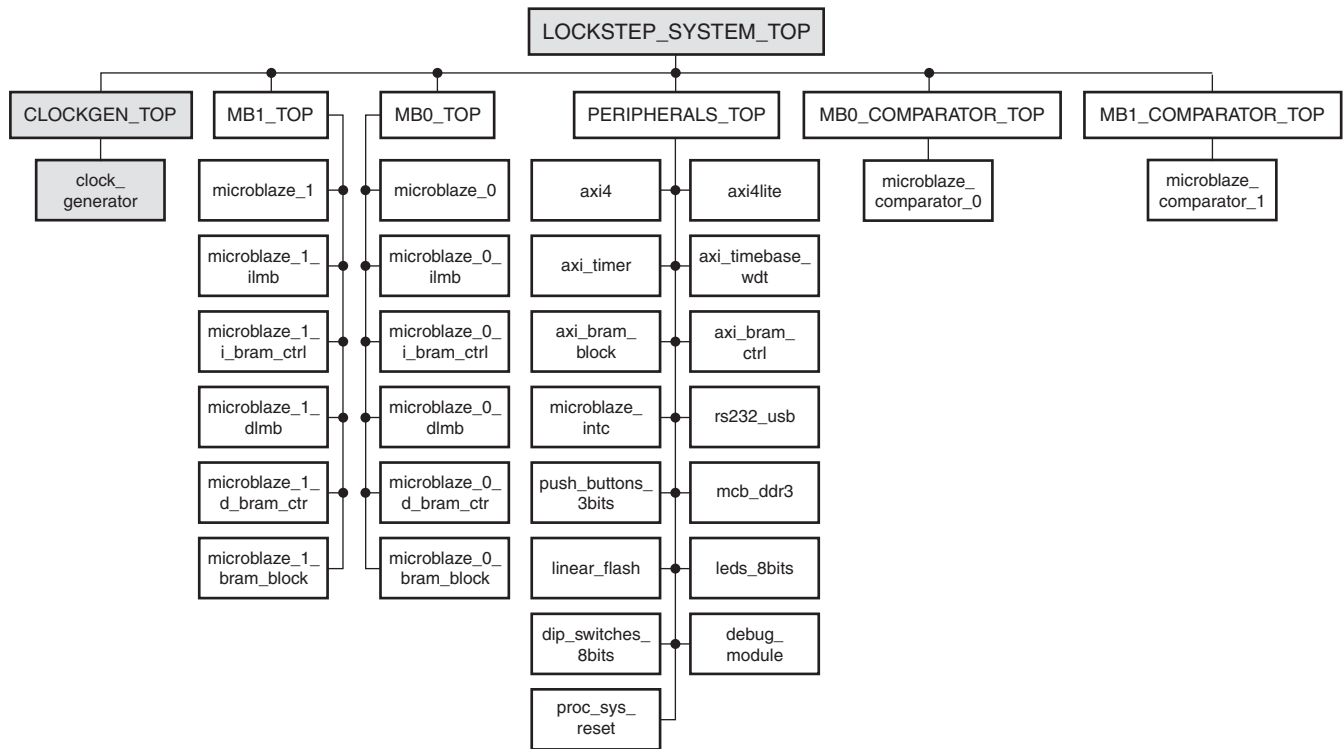 LOCKSTEP_SYSTEM_TOP
CLOCKGEN_TOP
MB1_TOP
MB0_TOP
PERIPHERALS_TOP
MB0_COMPARATOR_TOP
MB1_COMPARATOR_TOP
clock_
generator
microblaze_1
microblaze_1_
ilmb
microblaze_1_
i_bram_ctrl
microblaze_1_
dlmb
microblaze_1_
d_bram_ctr
microblaze_1_
bram_block
microblaze_0
microblaze_0_
ilmb
microblaze_0_
i_bram_ctrl
microblaze_0_
dlmb
microblaze_0_
d_bram_ctr
microblaze_0_
bram_block
axi4
axi4lite
axi_timer
axi_timebase_
wdt
axi_bram_
block
axi_bram_
ctrl
microblaze_
intc
rs232_usb
push_buttons_
3bits
mcb_ddr3
linear_flash
leds_8bits
dip_switches_
8bits
debug_
module
proc_sys_
reset
microblaze_
comparator_0
microblaze_
comparator_1